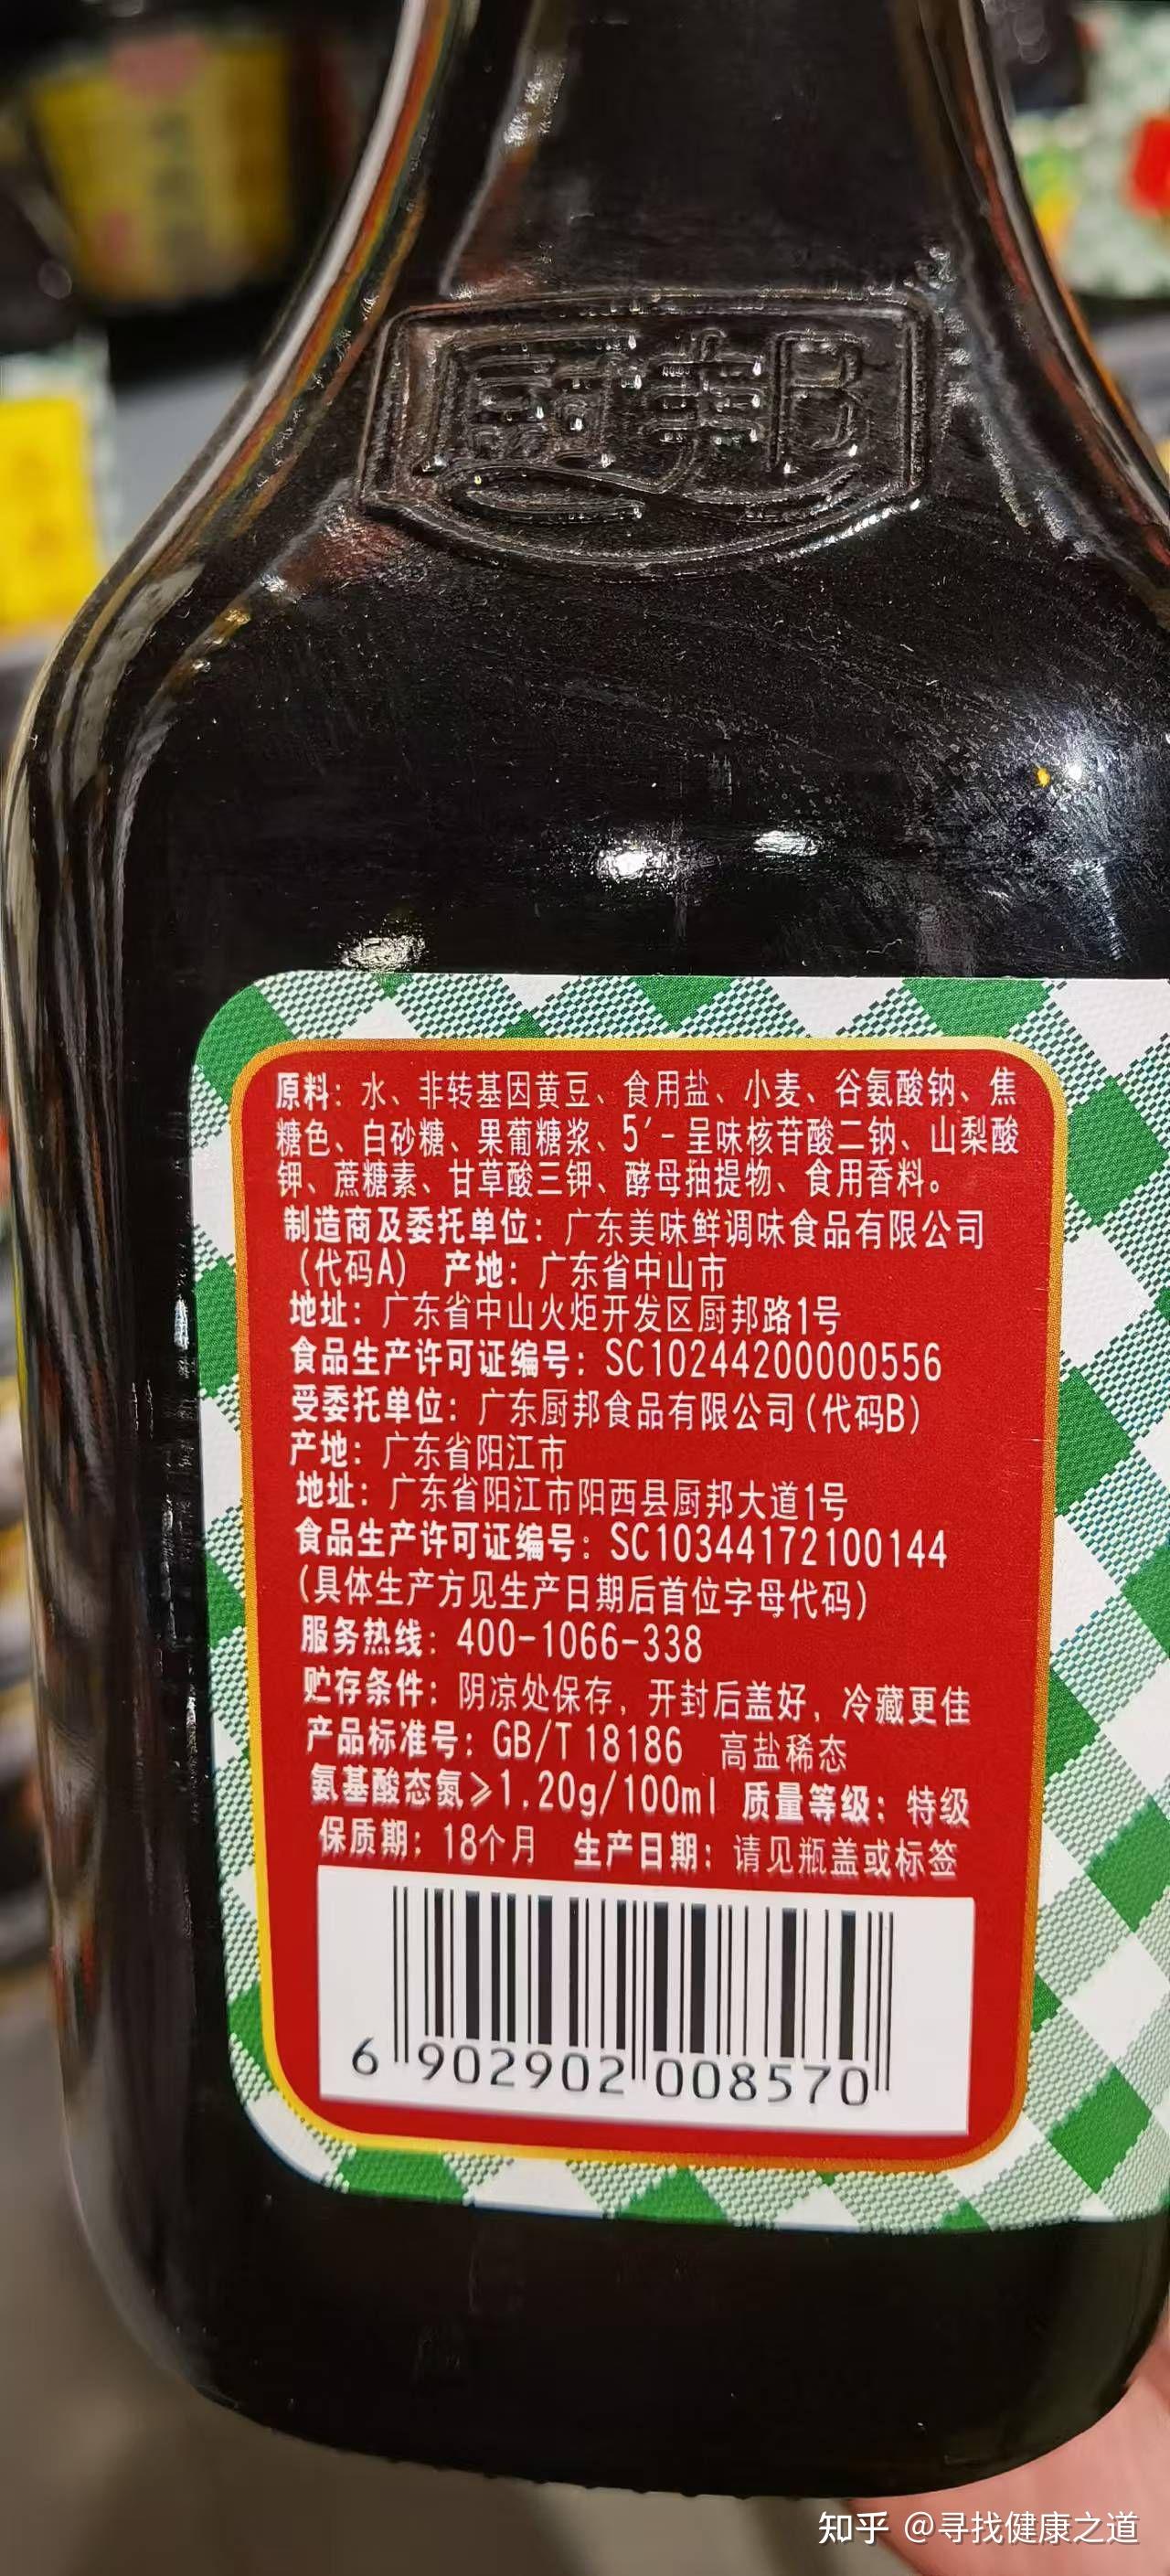 厨邦
原料：水、非转基因黄豆、食用盐、小麦、谷氨酸钠、焦
糖色、白砂糖、果葡糖浆、5′-呈味核苷酸二钠、山梨酸
钾、蔗糖素、甘草酸三钾、酵母抽提物、食用香料。
制造商及委托单位：广东美味鲜调味食品有限公司
（代码A） 产地：广东省中山市
地址：广东省中山火炬开发区厨邦路1号
食品生产许可证编号：SC10244200000556
受委托单位：广东厨邦食品有限公司(代码B)
产地：广东省阳江市
地址：广东省阳江市阳西县厨邦大道1号
食品生产许可证编号：SC10344172100144
(具体生产方见生产日期后首位字母代码)
服务热线：400-1066-338
贮存条件：阴凉处保存，开封后盖好，冷藏更佳
产品标准号：GB/T 18186 高盐稀态
氨基酸态氮≥1.20g/100ml 质量等级：特级
保质期：18个月 生产日期：请见瓶盖或标签
6 902902 008570
知乎 @寻找健康之道